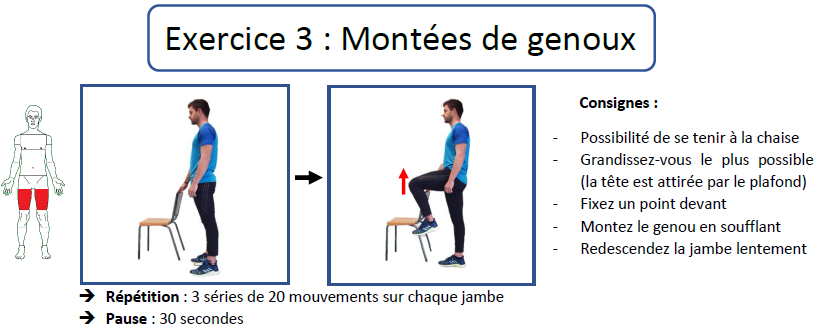 Exercice 3 : Montées de genoux
Consignes :
- Possibilité de se tenir à la chaise
- Grandissez-vous le plus possible
(la tête est attirée par le plafond)
- Fixez un point devant
- Montez le genou en soufflant
- Redescendez la jambe lentement
➔ Répétition : 3 séries de 20 mouvements sur chaque jambe
➔ Pause : 30 secondes